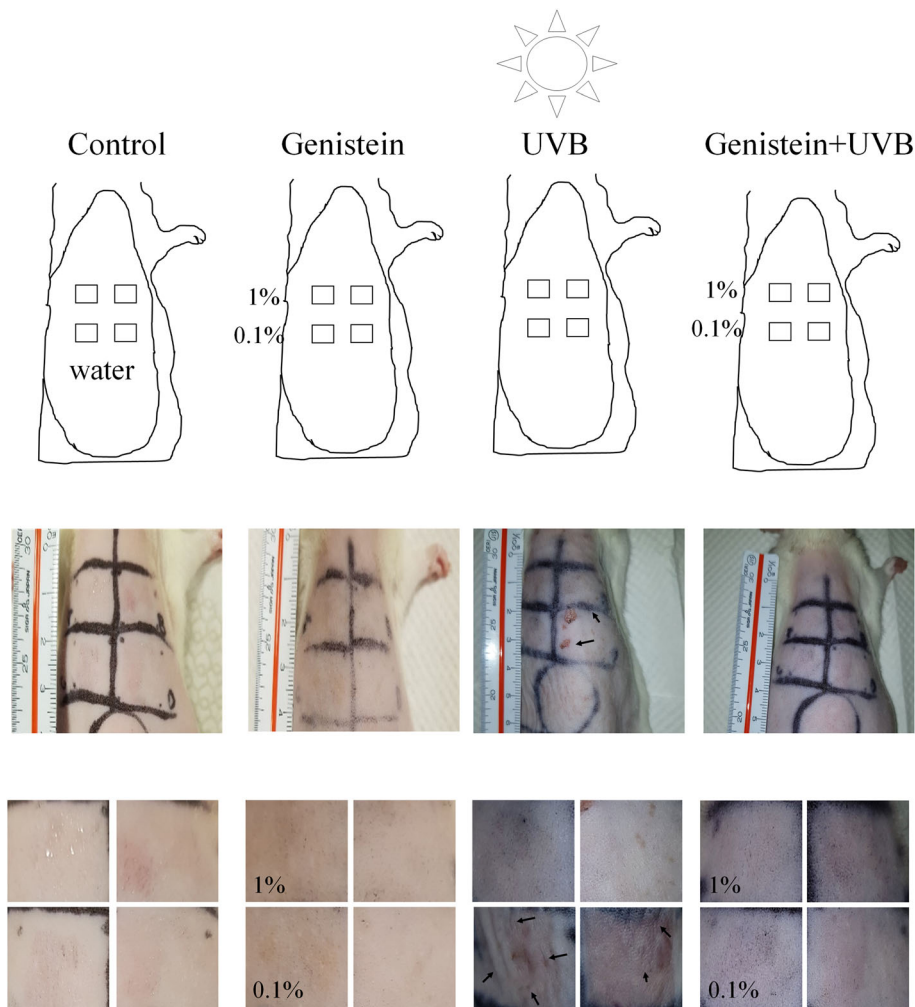 Control
Genistein
UVB
Genistein+UVB
1%
0.1%
water
1%
0.1%
1%
0.1%
1%
0.1%